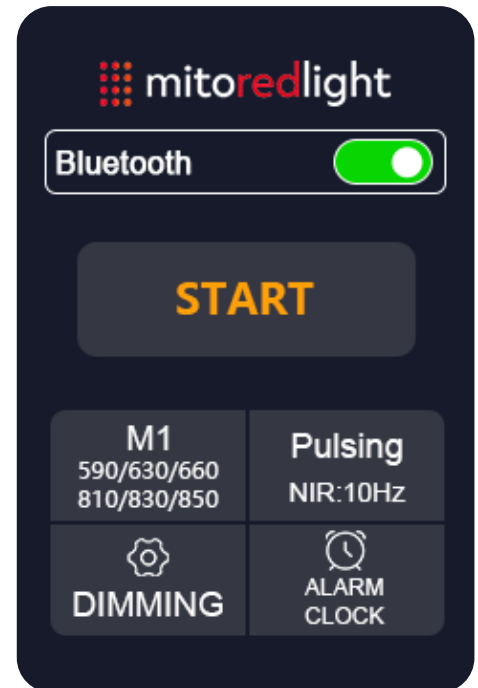 mitoredlight
Bluetooth
START
M1
590/630/660
810/830/850
Pulsing
NIR:10Hz
DIMMING
ALARM
CLOCK